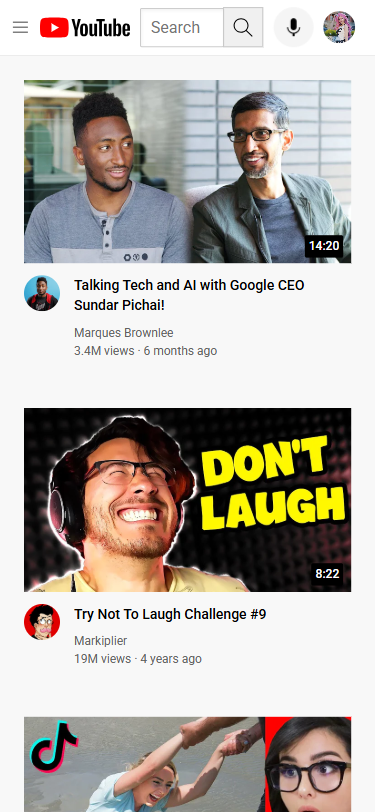 YouTube
Search
14:20
Talking Tech and AI with Google CEO
Sundar Pichai!
Marques Brownlee
3.4M views · 6 months ago
DON'T
LAUGH
8:22
Try Not To Laugh Challenge #9
Markiplier
19M views · 4 years ago